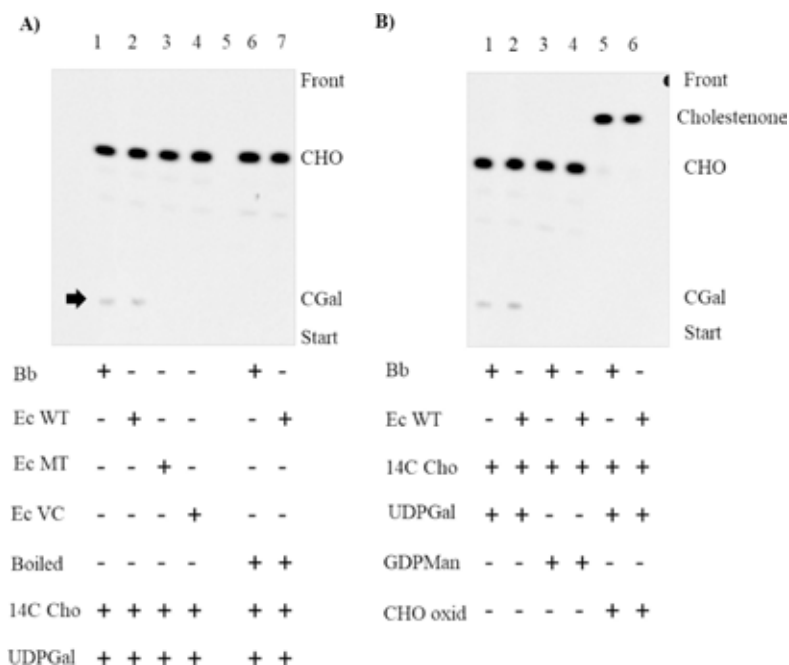 A)
1 2 3 4 5 6 7
Front
CHO
CGal
Start
Bb + - - - + -
Ec WT - + - - - +
Ec MT - - + - - -
Ec VC - - - + - -
Boiled - - - - + +
14C Cho + + + + + +
UDPGal + + + + + +
B)
1 2 3 4 5 6
Front
Cholestenone
CHO
CGal
Start
Bb + - + - + -
Ec WT - + - + - +
14C Cho + + + + + +
UDPGal + + - - + +
GDPMan - - + + - -
CHO oxid - - - - + +